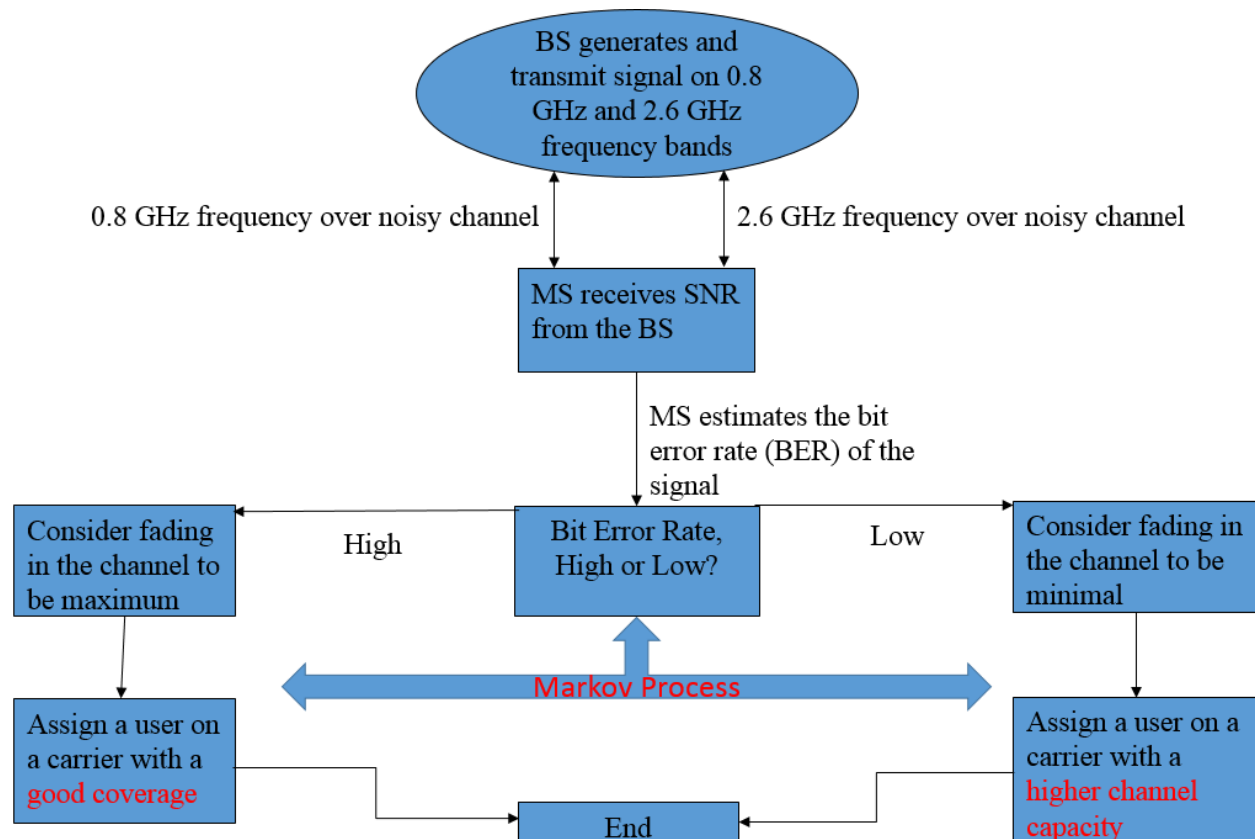 BS generates and
transmit signal on 0.8
GHz and 2.6 GHz
frequency bands
0.8 GHz frequency over noisy channel
2.6 GHz frequency over noisy channel
MS receives SNR
from the BS
MS estimates the bit
error rate (BER) of the
signal
Consider fading
in the channel to
be maximum
High
Bit Error Rate,
High or Low?
Low
Consider fading in
the channel to be
minimal
Markov Process
Assign a user on
a carrier with a
good coverage
Assign a user on a
carrier with a
higher channel
capacity
End